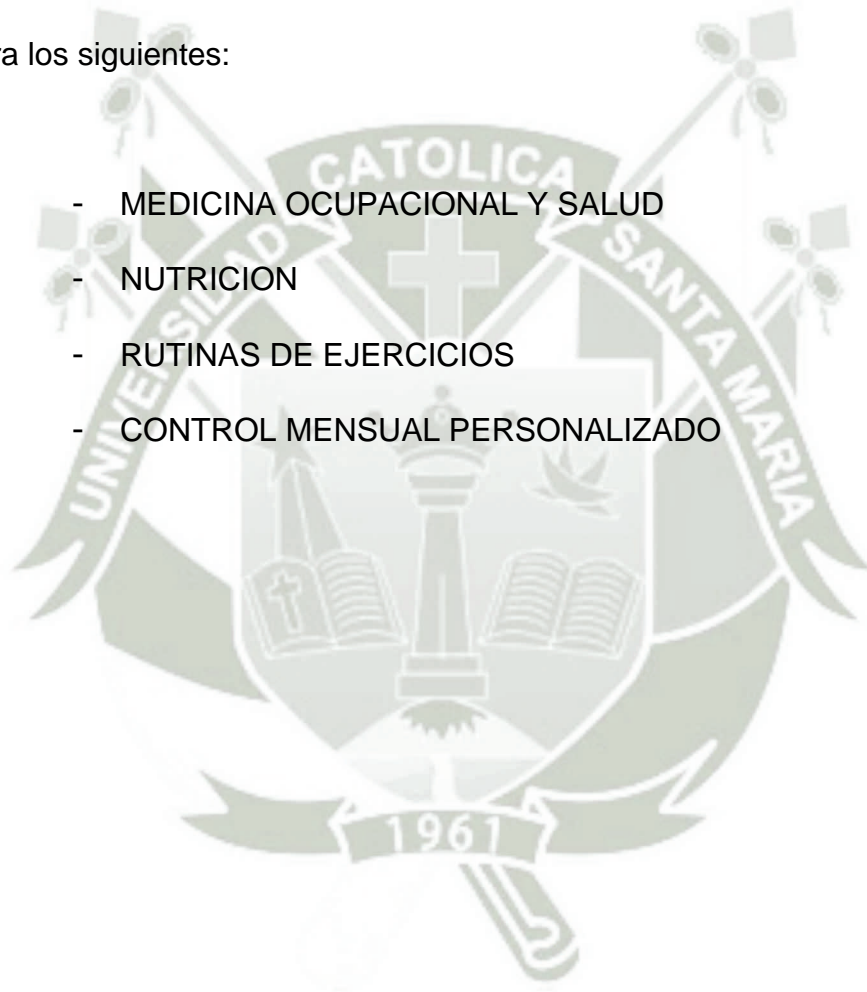 ra los siguientes:
- MEDICINA OCUPACIONAL Y SALUD
- NUTRICION
- RUTINAS DE EJERCICIOS
- CONTROL MENSUAL PERSONALIZADO
UNIVERSIDAD CATOLICA SANTA MARIA
1961